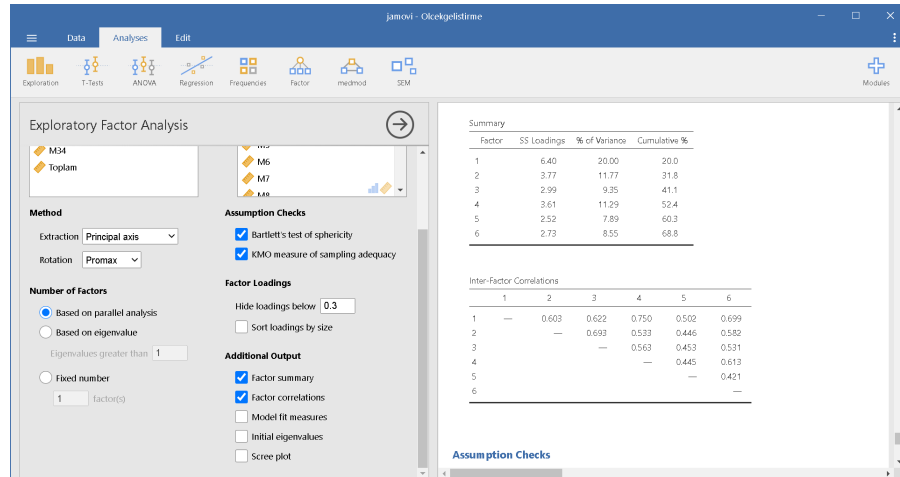 jamovi - Olcekgelistirme
Data
Analyses
Edit
Exploration
T-Tests
ANOVA
Regression
Frequencies
Factor
medmod
SEM
Modules
Exploratory Factor Analysis
M34
Toplam
M5
M6
M7
M8
Method
Extraction Principal axis
Rotation Promax
Number of Factors
Based on parallel analysis
Based on eigenvalue
Eigenvalues greater than 1
Fixed number
1 factor(s)
Assumption Checks
Bartlett's test of sphericity
KMO measure of sampling adequacy
Factor Loadings
Hide loadings below 0.3
Sort loadings by size
Additional Output
Factor summary
Factor correlations
Model fit measures
Initial eigenvalues
Scree plot
Summary
Factor SS Loadings % of Variance Cumulative %
1 6.40 20.00 20.0
2 3.77 11.77 31.8
3 2.99 9.35 41.1
4 3.61 11.29 52.4
5 2.52 7.89 60.3
6 2.73 8.55 68.8
Inter-Factor Correlations
1 2 3 4 5 6
1 — 0.603 0.622 0.750 0.502 0.699
2 — 0.693 0.533 0.446 0.582
3 — 0.563 0.453 0.531
4 — 0.445 0.613
5 — 0.421
6 —
Assumption Checks